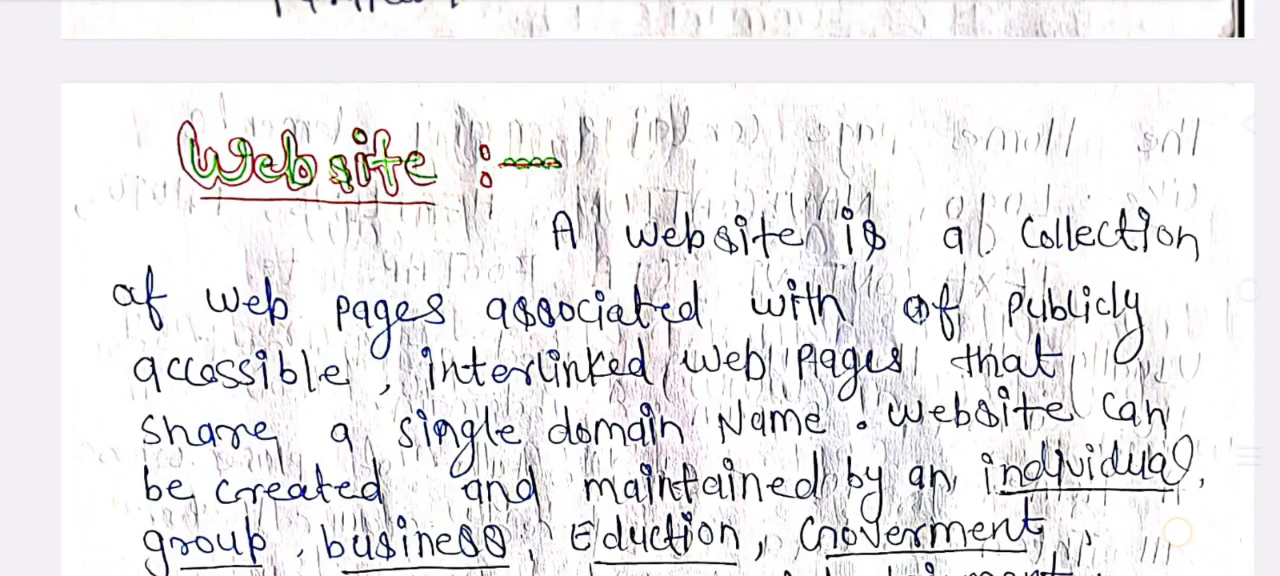 Website :-
A website is a collection
of web pages associated with of publicly
accessible, interlinked web pages that
share a single domain Name. website can
be created and maintained by an individual,
group, business, Eduction, Goverment,